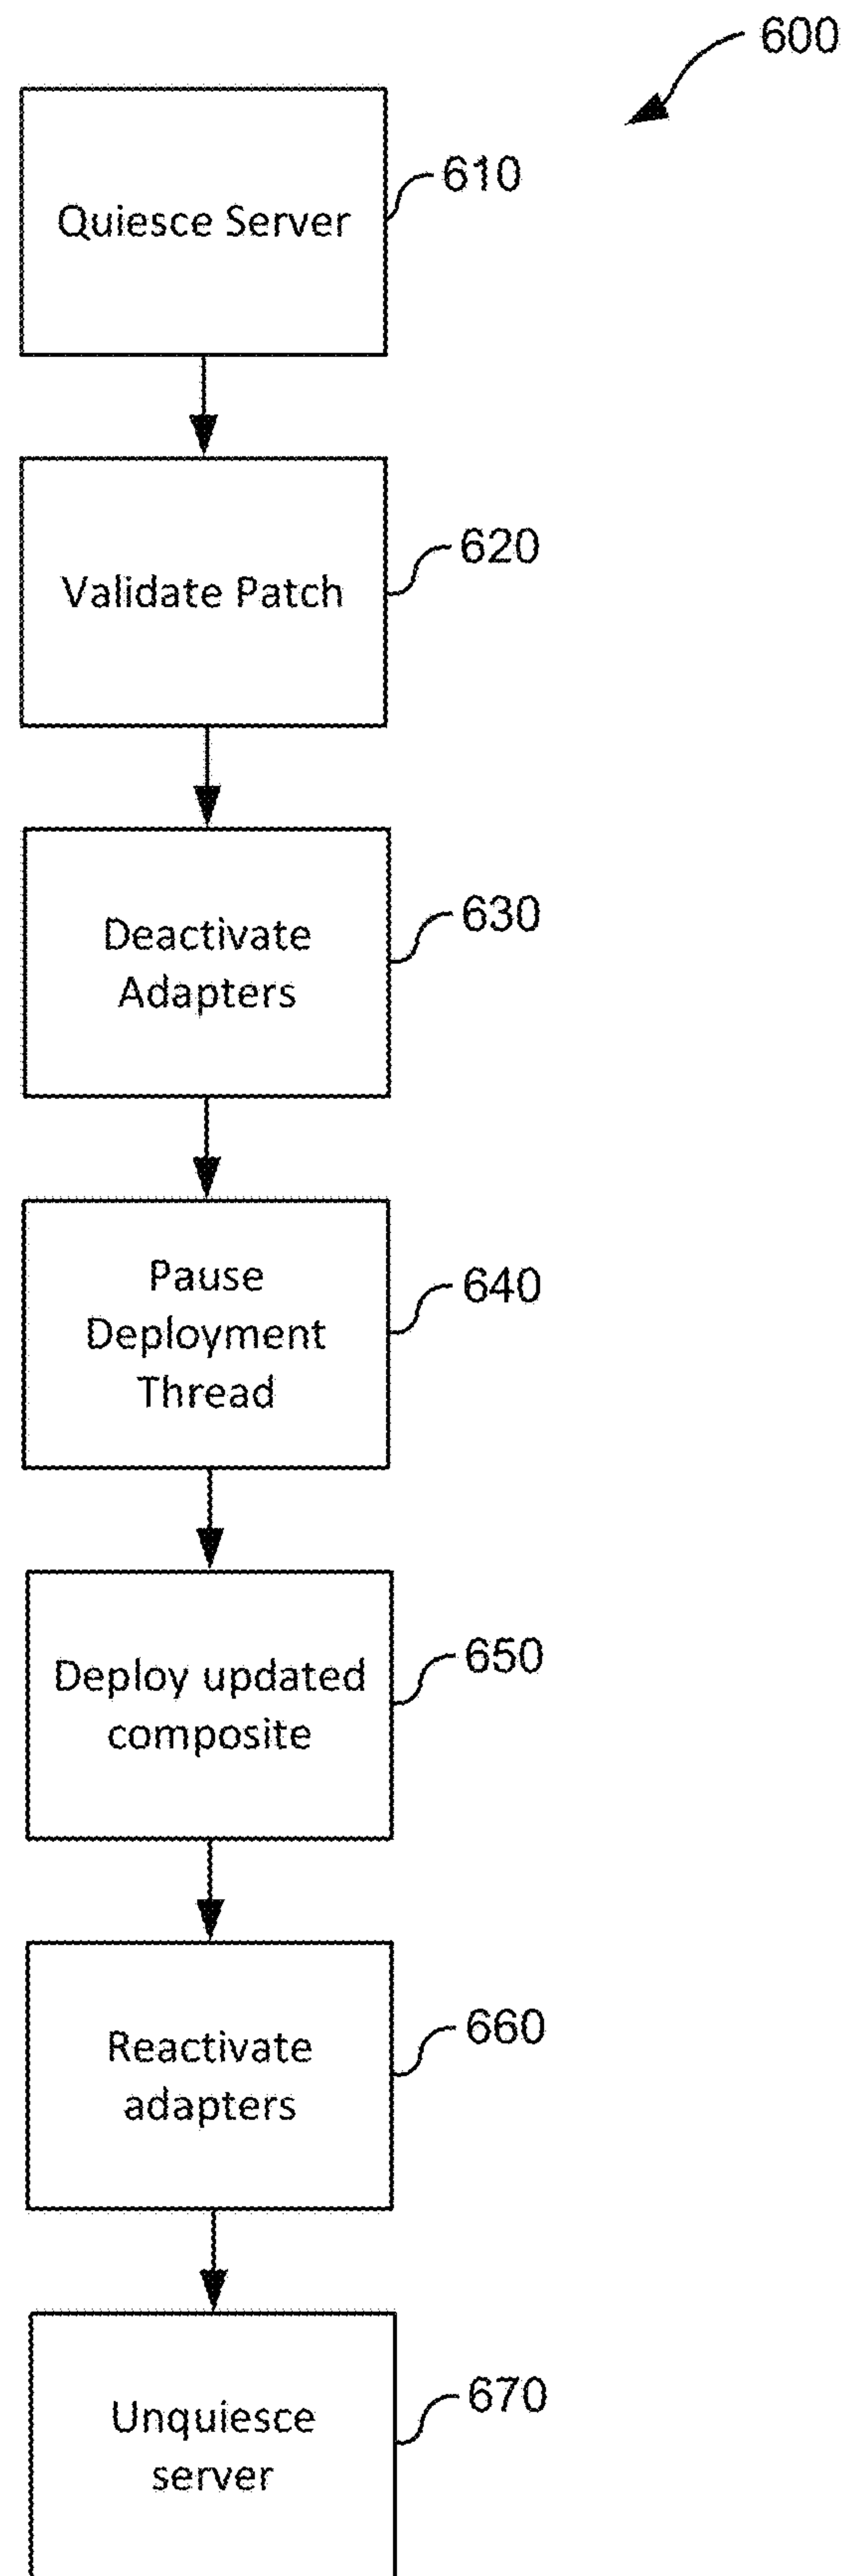 600
610
Quiesce Server
620
Validate Patch
630
Deactivate
Adapters
640
Pause
Deployment
Thread
650
Deploy updated
composite
660
Reactivate
adapters
670
Unquiesce
server